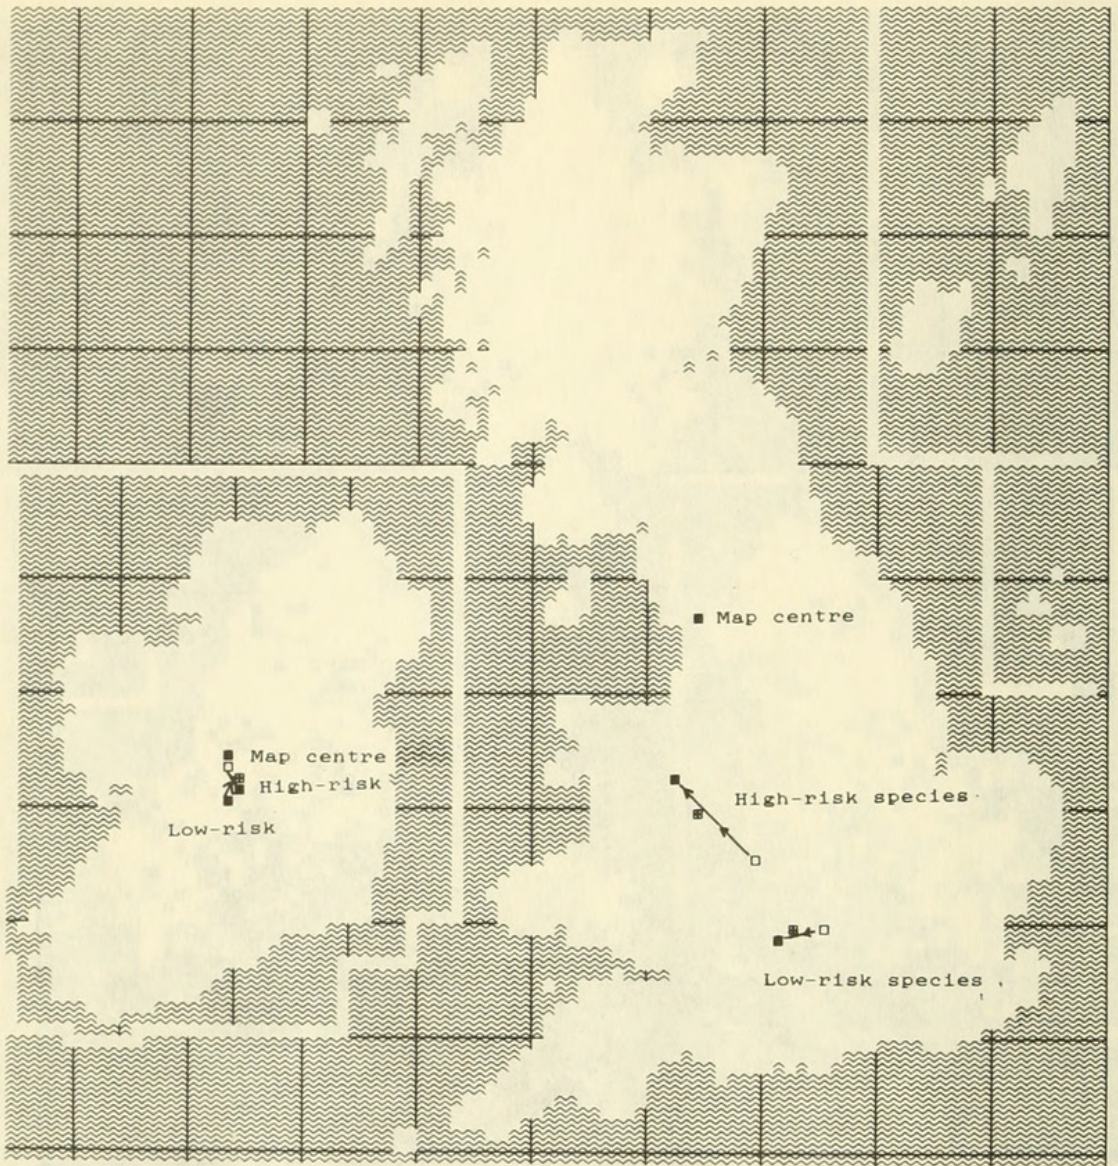 Map centre
Map centre
High-risk
Low-risk
High-risk species
Low-risk species